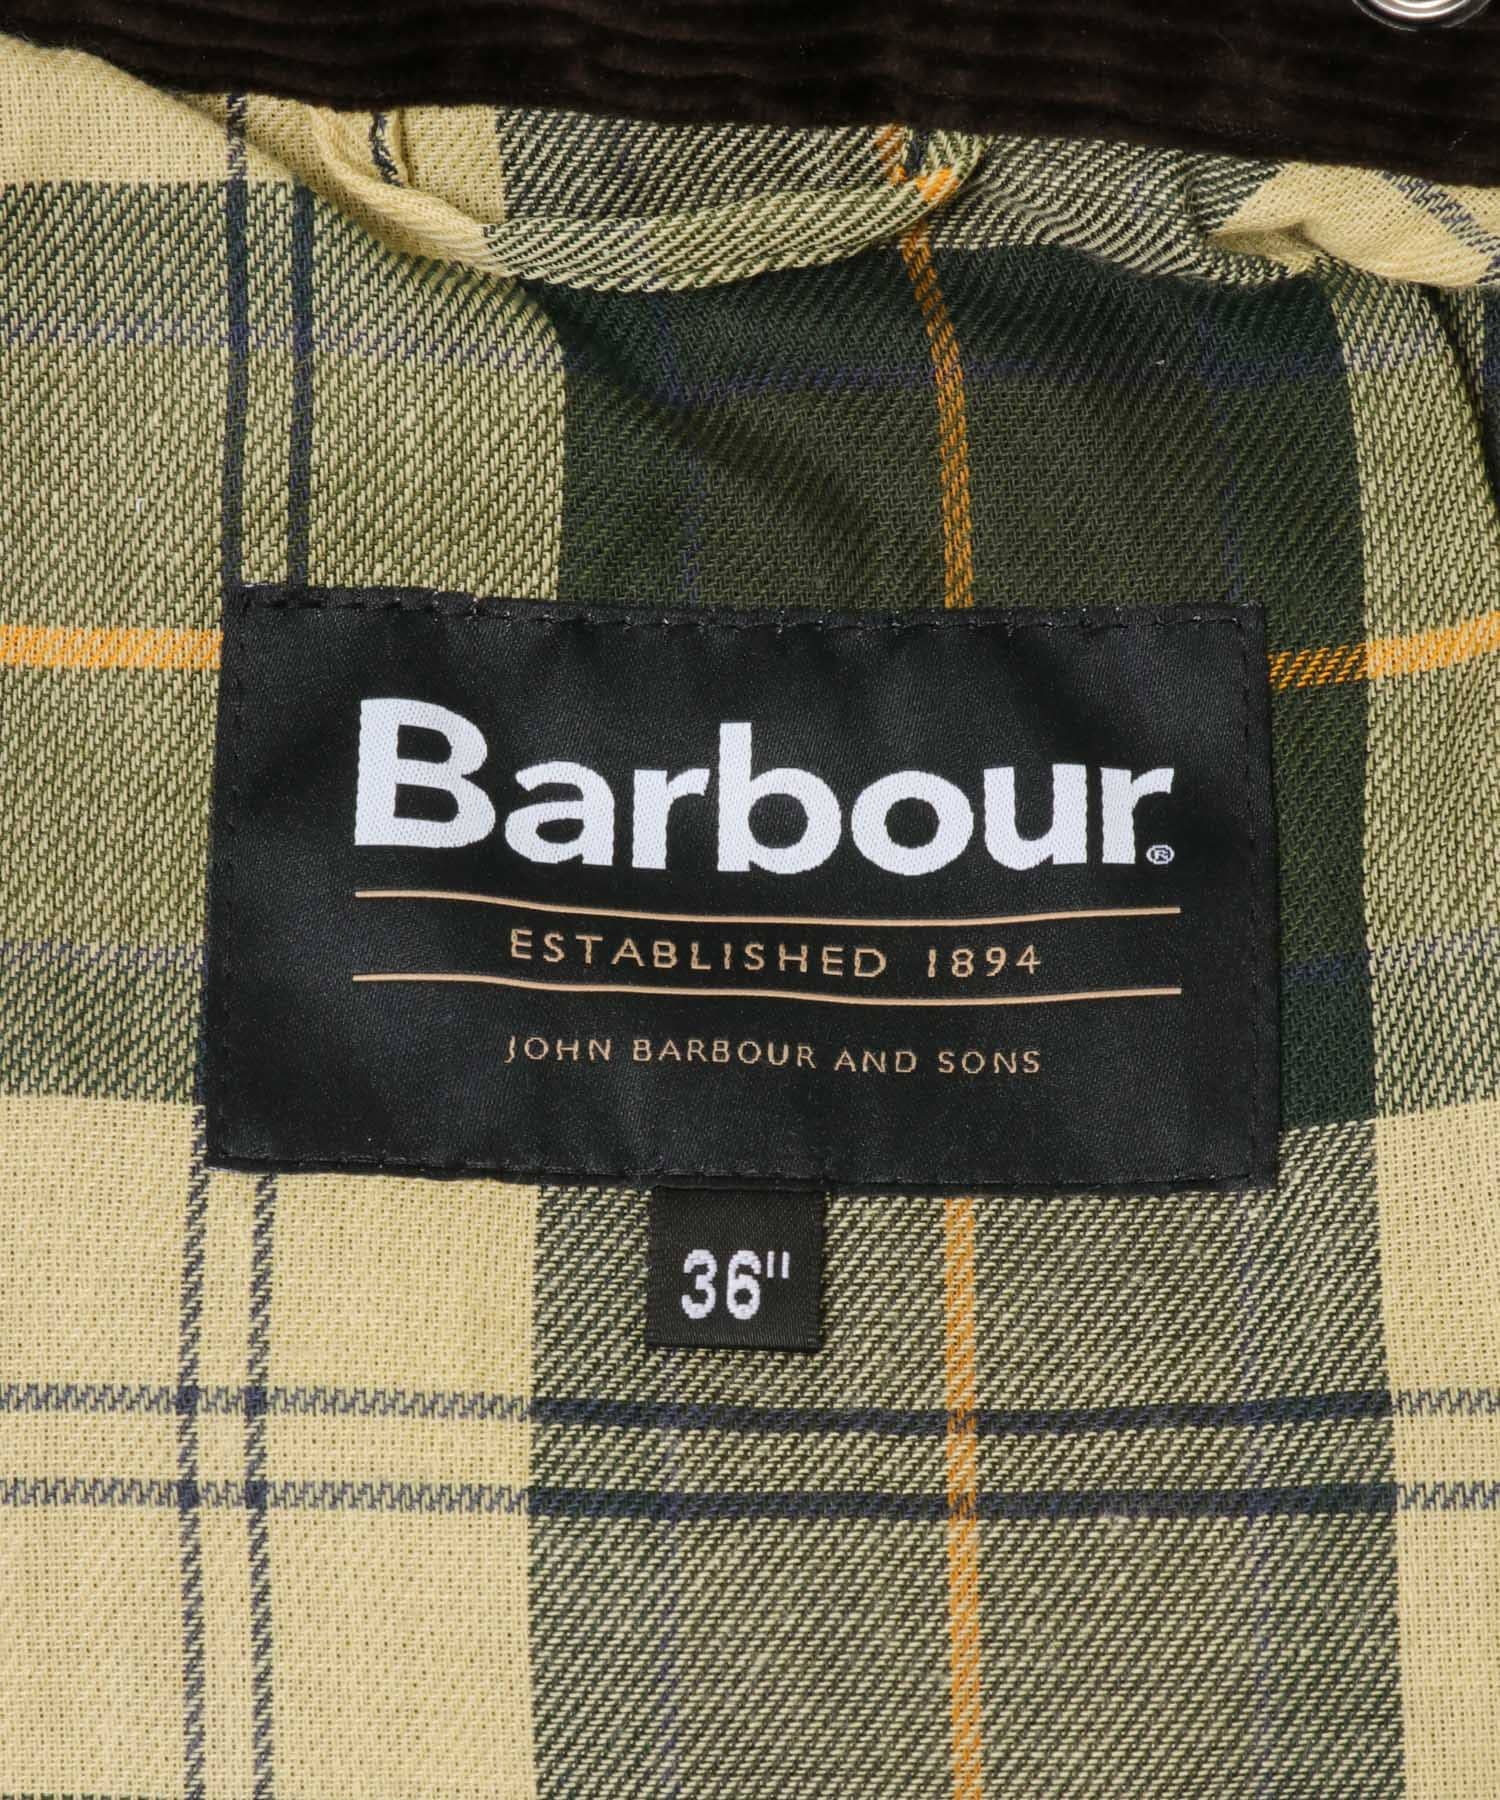 Barbour®
ESTABLISHED 1894
JOHN BARBOUR AND SONS
36"